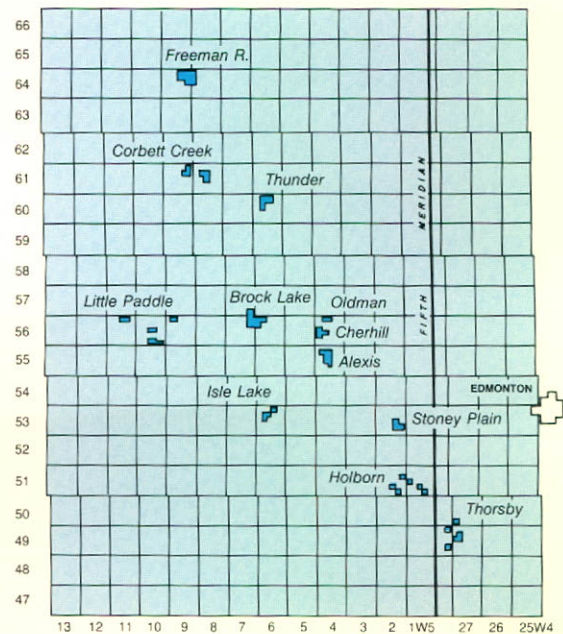 66
65
Freeman R.
64
63
62
Corbett Creek
61
Thunder
60
59
MERIDIAN
58
57
Little Paddle
Brock Lake
Oldman
FIFTH
56
Cherhill
55
Alexis
54
EDMONTON
Isle Lake
53
Stoney Plain
52
Holborn
51
50
Thorsby
49
48
47
13 12 11 10 9 8 7 6 5 4 3 2 1W5 27 26 25W4